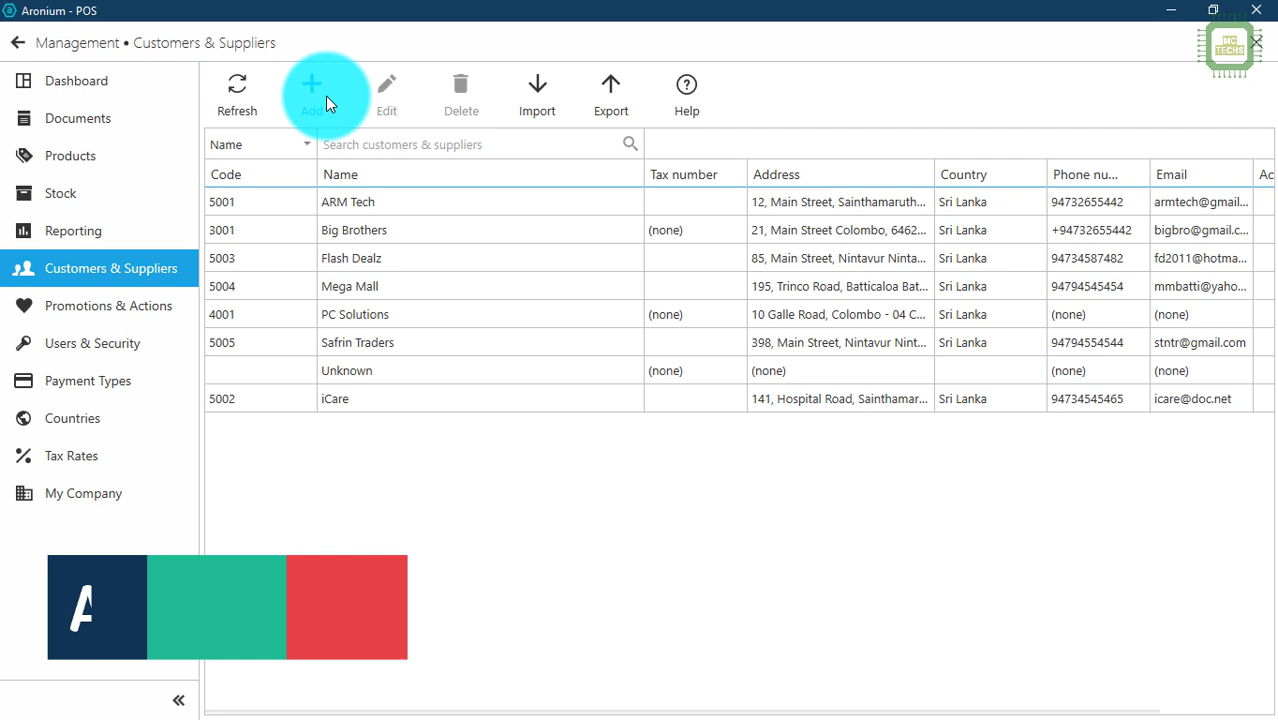 Aronium - POS
Management • Customers & Suppliers
MC
TECHS
Dashboard
Documents
Products
Stock
Reporting
Customers & Suppliers
Promotions & Actions
Users & Security
Payment Types
Countries
Tax Rates
My Company
Refresh
Add
Edit
Delete
Import
Export
Help
Name
Search customers & suppliers
Code Name Tax number Address Country Phone nu... Email Ac
5001 ARM Tech 12, Main Street, Sainthamaruth... Sri Lanka 94732655442 armtech@gmail...
3001 Big Brothers (none) 21, Main Street Colombo, 6462... Sri Lanka +94732655442 bigbro@gmail.c...
5003 Flash Dealz 85, Main Street, Nintavur Ninta... Sri Lanka 94734587482 fd2011@hotma...
5004 Mega Mall 195, Trinco Road, Batticaloa Bat... Sri Lanka 94794545454 mmbatti@yaho...
4001 PC Solutions (none) 10 Galle Road, Colombo - 04 C... Sri Lanka (none) (none)
5005 Safrin Traders 398, Main Street, Nintavur Nint... Sri Lanka 94794554544 stntr@gmail.com
Unknown (none) (none) (none) (none)
5002 iCare 141, Hospital Road, Sainthamar... Sri Lanka 94734545465 icare@doc.net